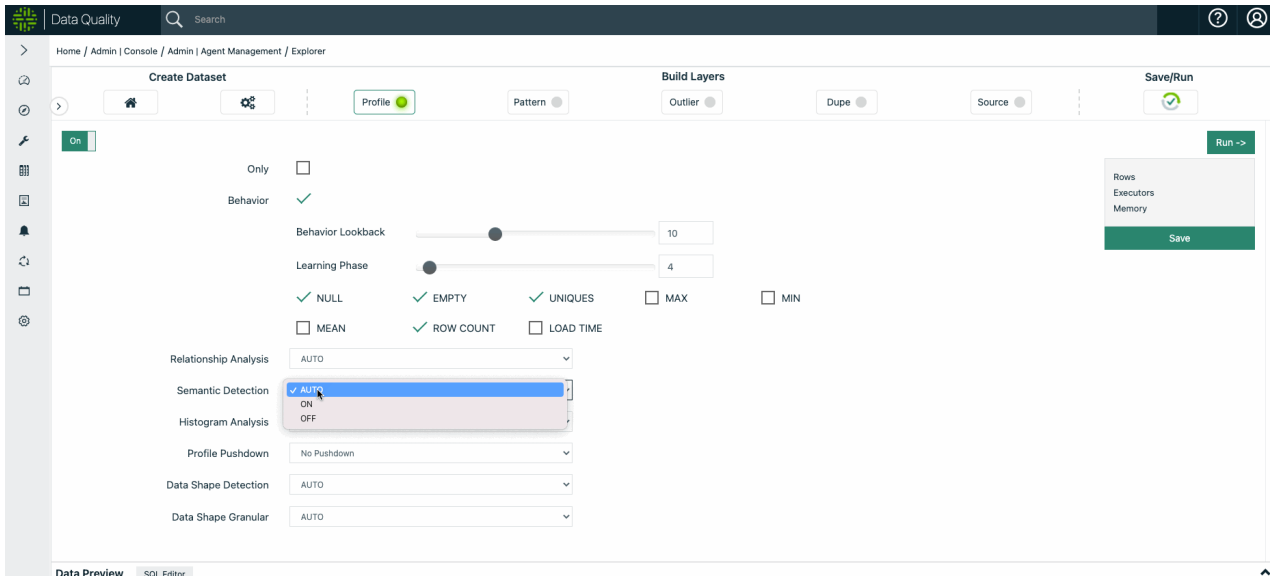 Data Quality
Search
Home / Admin | Console / Admin | Agent Management / Explorer
Create Dataset
Build Layers
Save/Run
Profile
Pattern
Outlier
Dupe
Source
On
Run ->
Only
Rows
Executors
Memory
Save
Behavior
Behavior Lookback
10
Learning Phase
4
NULL
EMPTY
UNIQUES
MAX
MIN
MEAN
ROW COUNT
LOAD TIME
Relationship Analysis
AUTO
Semantic Detection
AUTO
ON
OFF
Histogram Analysis
Profile Pushdown
No Pushdown
Data Shape Detection
AUTO
Data Shape Granular
AUTO
Data Preview
SQL Editor